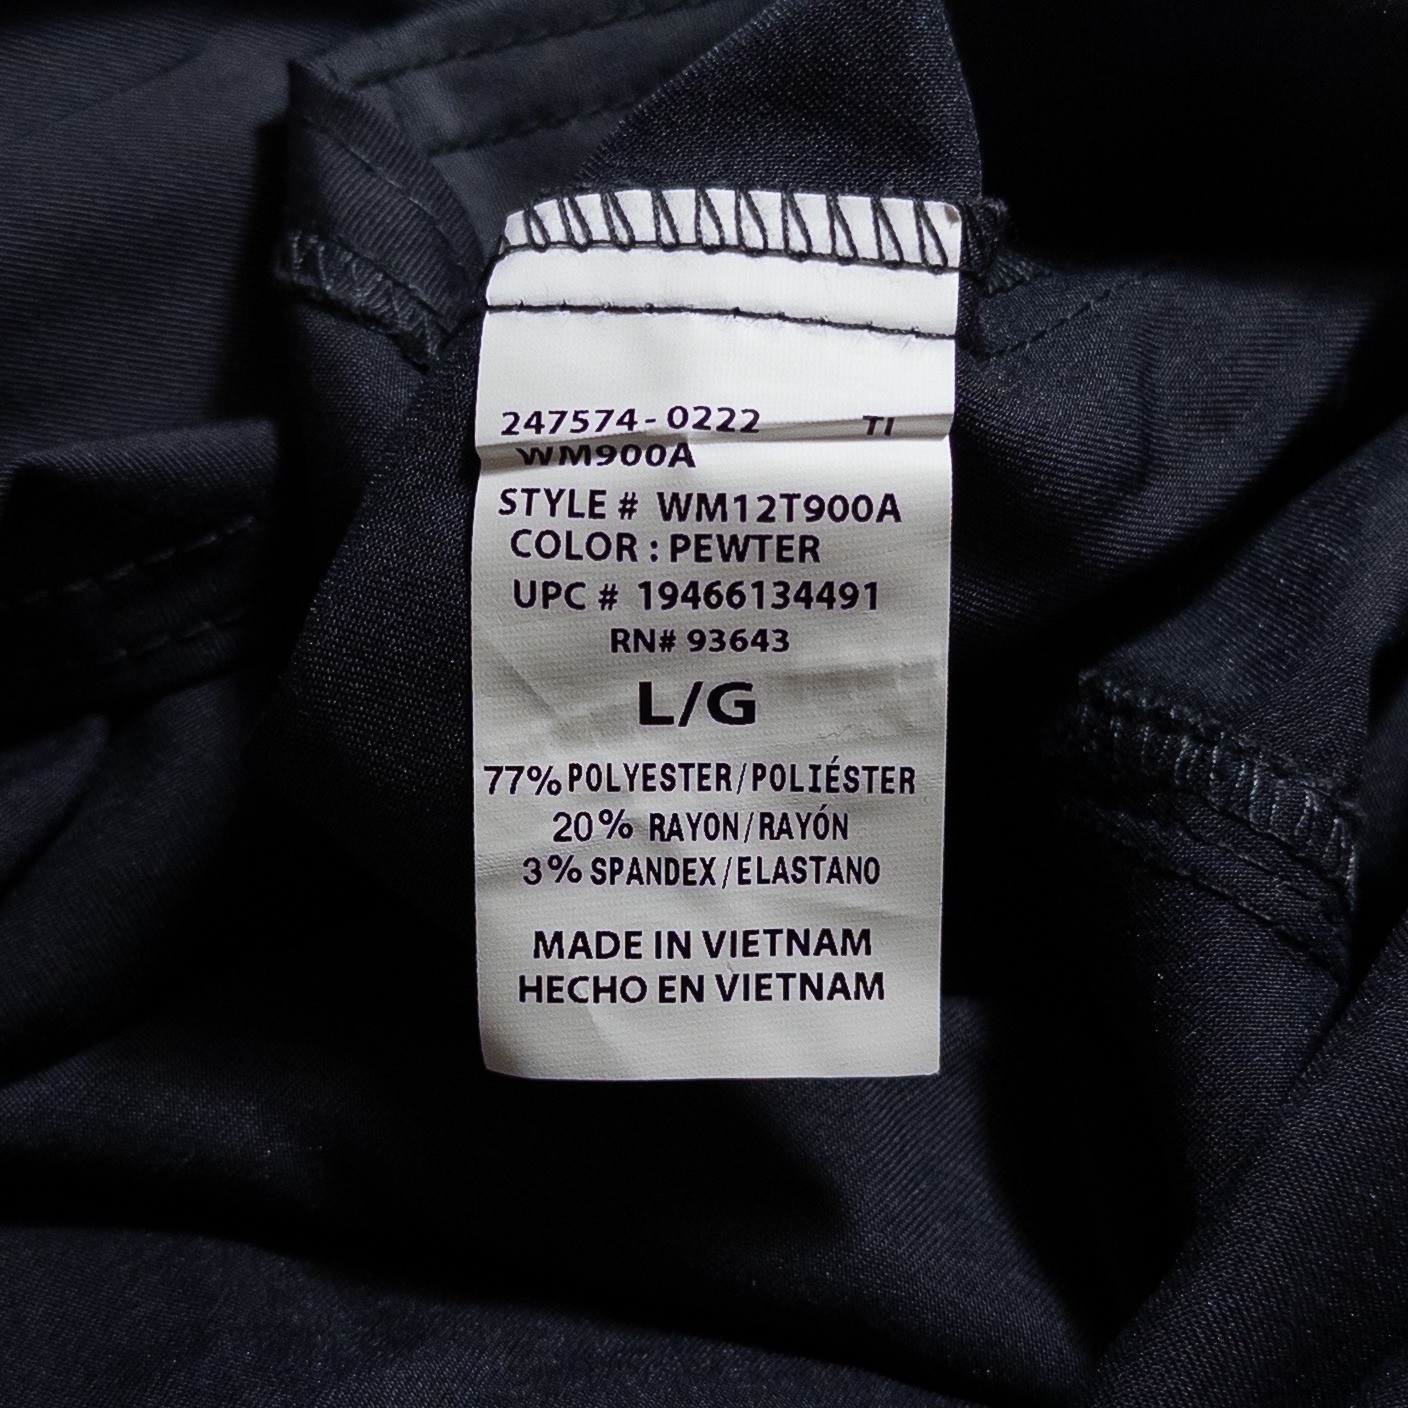 247574-0222 TI
WM900A
STYLE # WM12T900A
COLOR : PEWTER
UPC # 19466134491
RN# 93643
L/G
77% POLYESTER/POLIÉSTER
20% RAYON/RAYÓN
3% SPANDEX/ELASTANO
MADE IN VIETNAM
HECHO EN VIETNAM